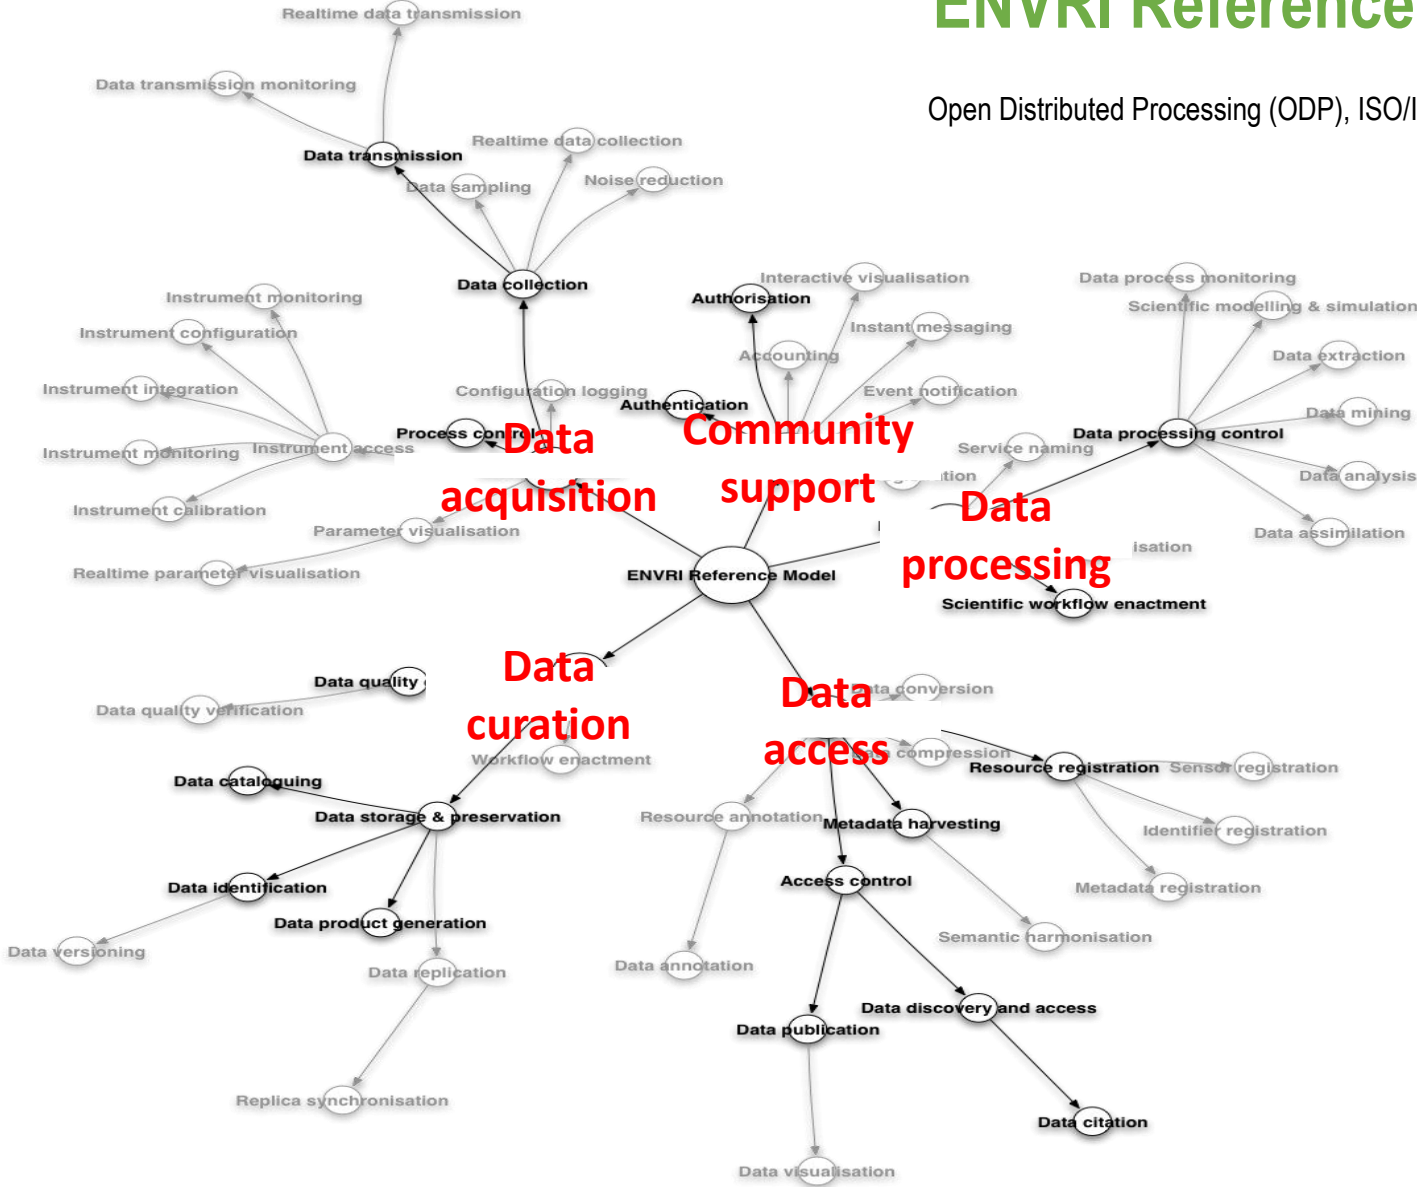 ENVRI Reference
Realtime data transmission
Data transmission monitoring
Open Distributed Processing (ODP), ISO/I
Realtime data collection
Data transmission
Data sampling
Noise reduction
Data collection
Interactive visualisation
Data process monitoring
Instrument monitoring
Authorisation
Scientific modelling & simulation
Instrument configuration
Instant messaging
Accounting
Data extraction
Instrument integration
Configuration logging
Authentication
Event notification
Data mining
Process control
Data
acquisition
Community
support
Data processing control
Instrument monitoring
Instrument access
Service naming
Data analysis
Instrument calibration
Parameter visualisation
Data
processing
Data assimilation
isation
Realtime parameter visualisation
ENVRI Reference Model
Scientific workflow enactment
Data quality
Data
curation
Data
access
Data conversion
Data quality verification
Workflow enactment
compression
Resource registration
Sensor registration
Data cataloguing
Data storage & preservation
Resource annotation
Metadata harvesting
Identifier registration
Data identification
Access control
Metadata registration
Data product generation
Semantic harmonisation
Data versioning
Data replication
Data annotation
Data discovery and access
Data publication
Replica synchronisation
Data citation
Data visualisation